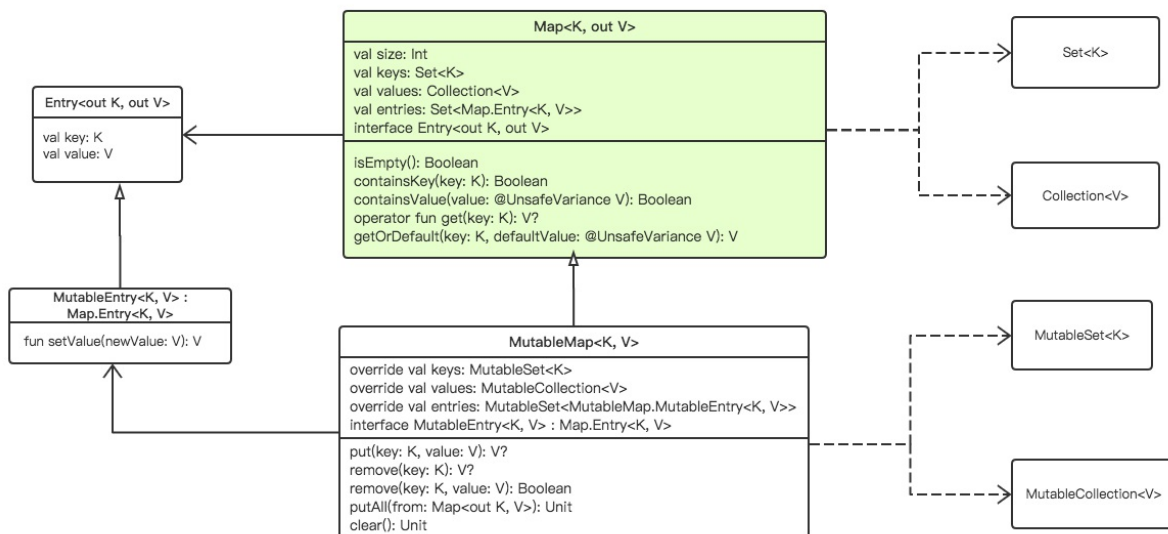 Map<K, out V>
val size: Int
val keys: Set<K>
val values: Collection<V>
val entries: Set<Map.Entry<K, V>>
interface Entry<out K, out V>
isEmpty(): Boolean
containsKey(key: K): Boolean
containsValue(value: @UnsafeVariance V): Boolean
operator fun get(key: K): V?
getOrDefault(key: K, defaultValue: @UnsafeVariance V): V
Set<K>
Collection<V>
Entry<out K, out V>
val key: K
val value: V
MutableEntry<K, V> :
Map.Entry<K, V>
fun setValue(newValue: V): V
MutableMap<K, V>
override val keys: MutableSet<K>
override val values: MutableCollection<V>
override val entries: MutableSet<MutableMap.MutableEntry<K, V>>
interface MutableEntry<K, V> : Map.Entry<K, V>
put(key: K, value: V): V?
remove(key: K): V?
remove(key: K, value: V): Boolean
putAll(from: Map<out K, V>): Unit
clear(): Unit
MutableSet<K>
MutableCollection<V>